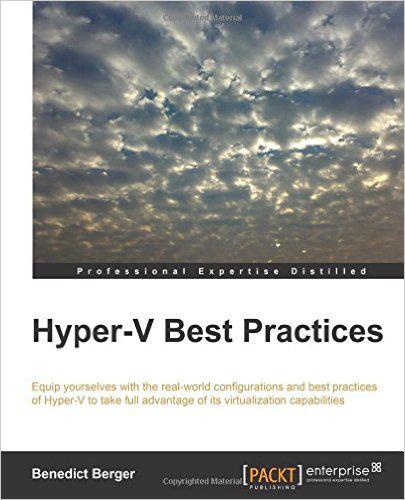 Copyrighted Material
Professional Expertise Distilled
Hyper-V Best Practices
Equip yourselves with the real-world configurations and best practices
of Hyper-V to take full advantage of its virtualization capabilities
Benedict Berger
[PACKT] enterprise
PUBLISHING professional expertise distilled
Copyrighted Material